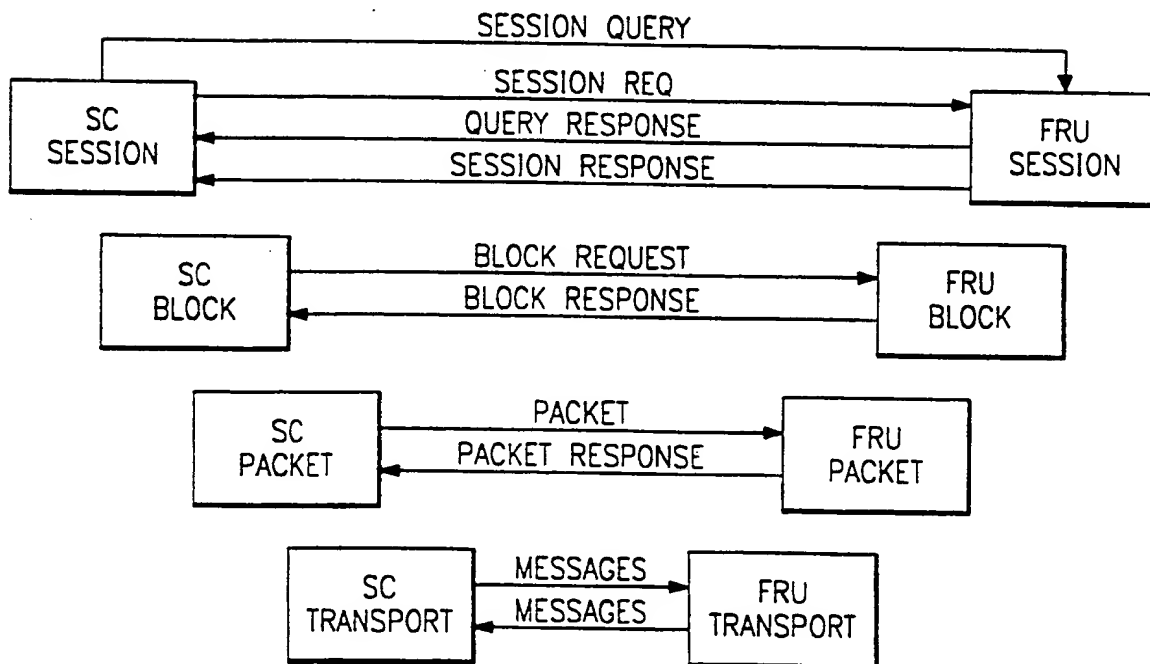 SESSION QUERY
SC
SESSION
SESSION REQ
QUERY RESPONSE
SESSION RESPONSE
FRU
SESSION
SC
BLOCK
BLOCK REQUEST
BLOCK RESPONSE
FRU
BLOCK
SC
PACKET
PACKET
PACKET RESPONSE
FRU
PACKET
SC
TRANSPORT
MESSAGES
MESSAGES
FRU
TRANSPORT